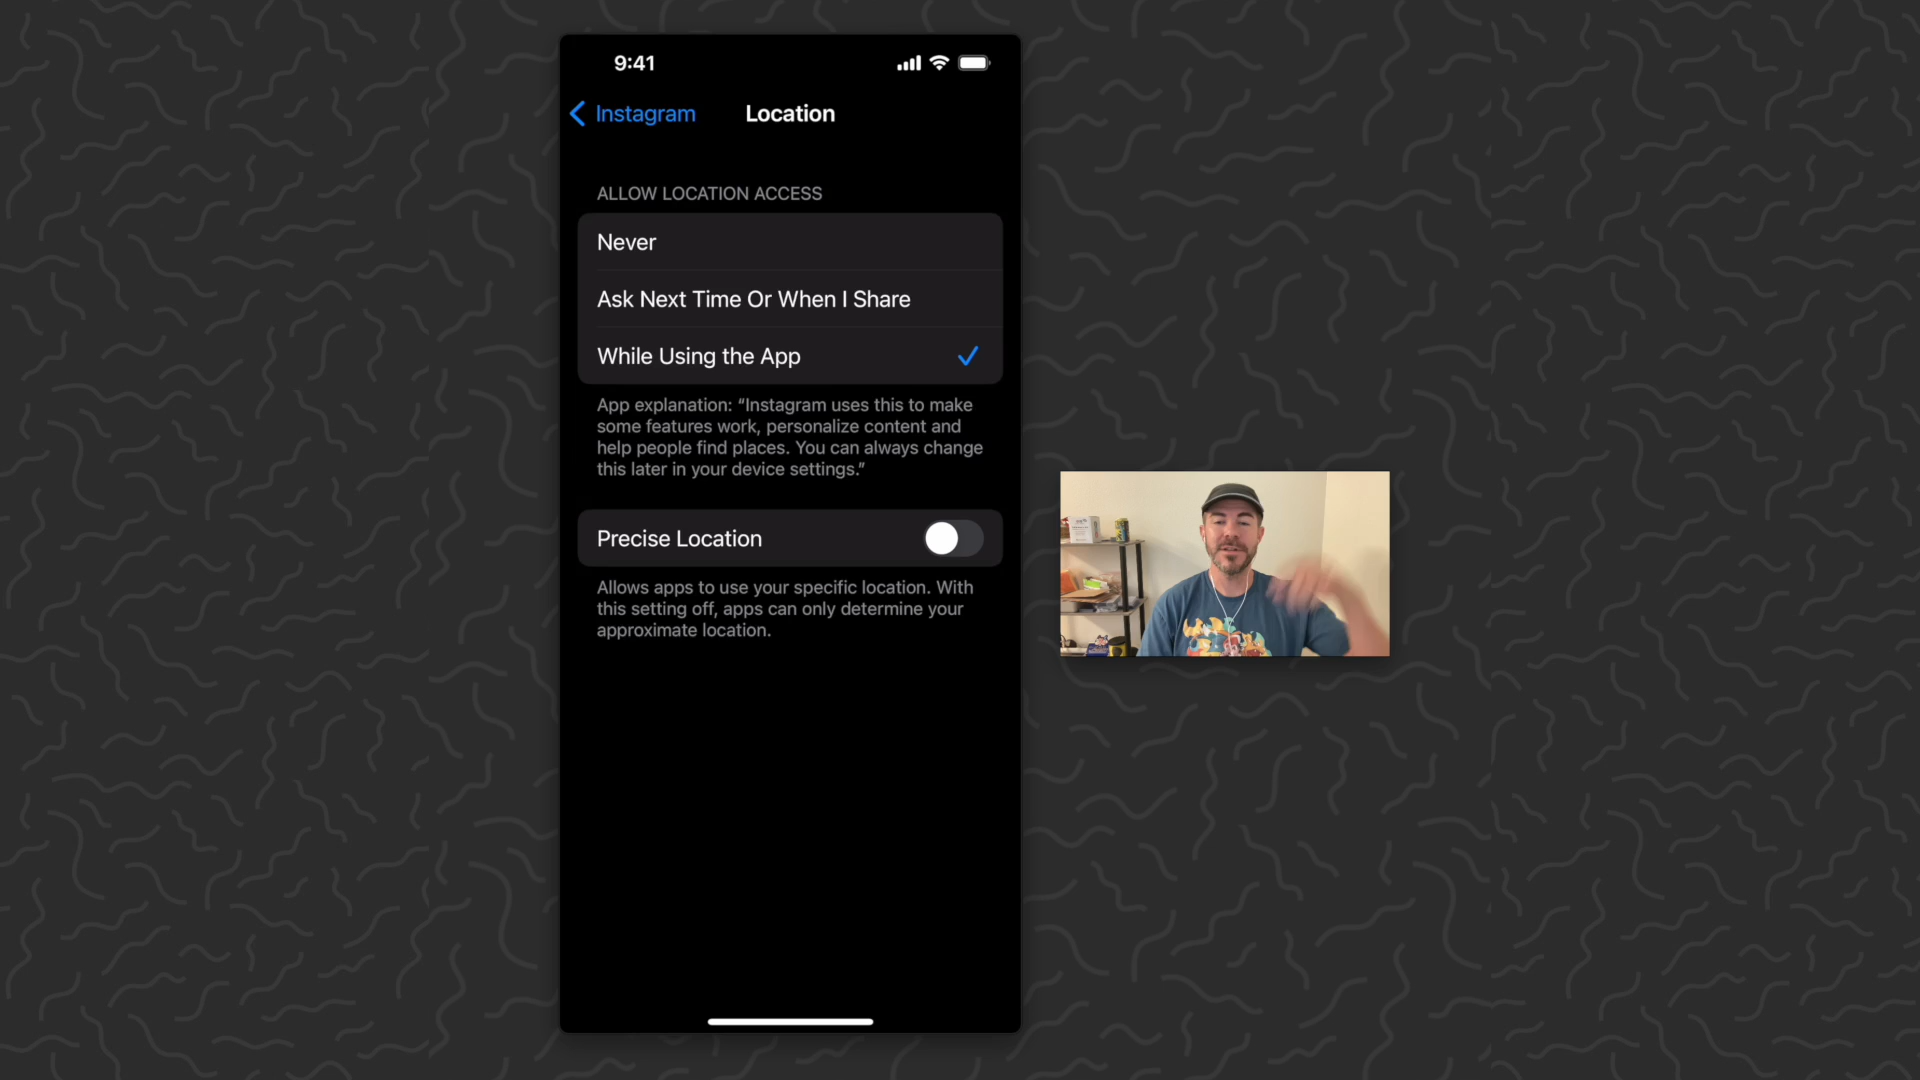 9:41
Instagram
Location
ALLOW LOCATION ACCESS
Never
Ask Next Time Or When I Share
While Using the App
App explanation: “Instagram uses this to make
some features work, personalize content and
help people find places. You can always change
this later in your device settings.”
Precise Location
Allows apps to use your specific location. With
this setting off, apps can only determine your
approximate location.